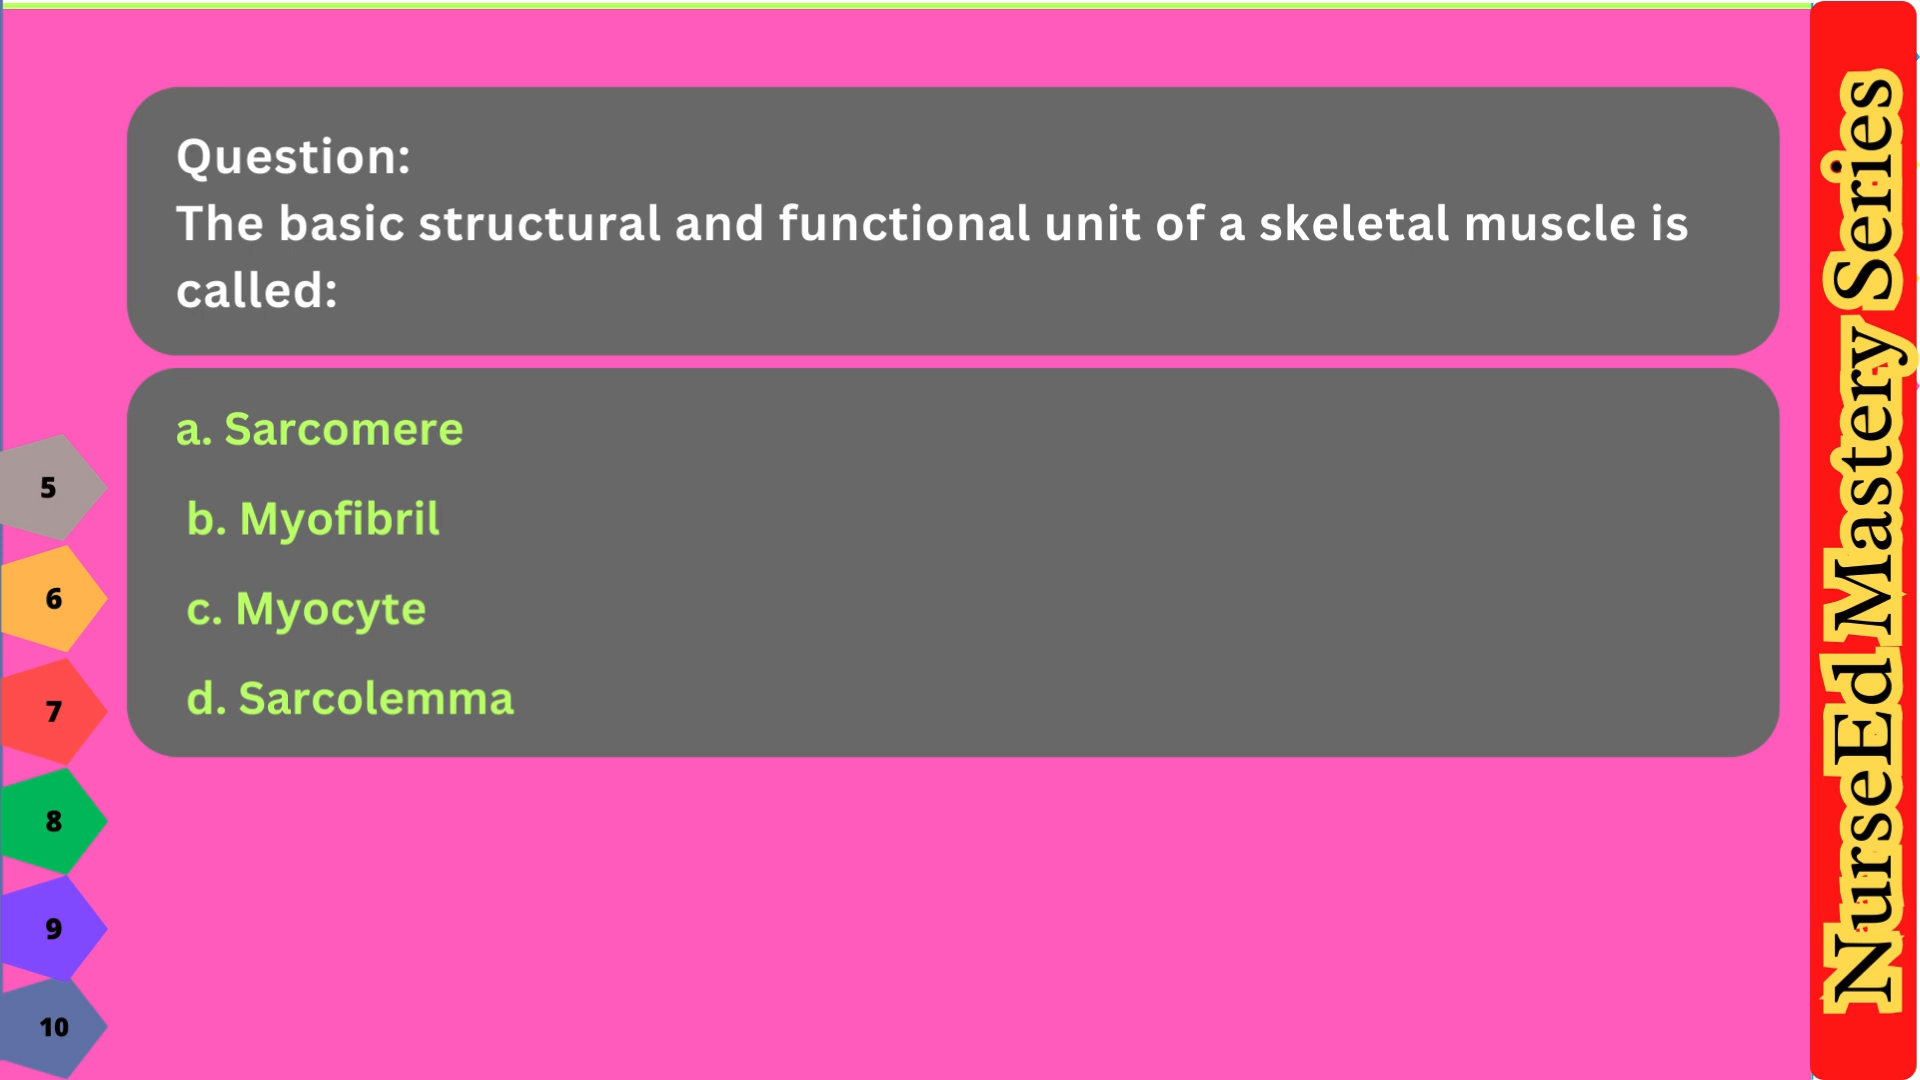 Question:
The basic structural and functional unit of a skeletal muscle is
called:
a. Sarcomere
b. Myofibril
c. Myocyte
d. Sarcolemma
5
6
7
8
9
10
NurseEd Mastery Series